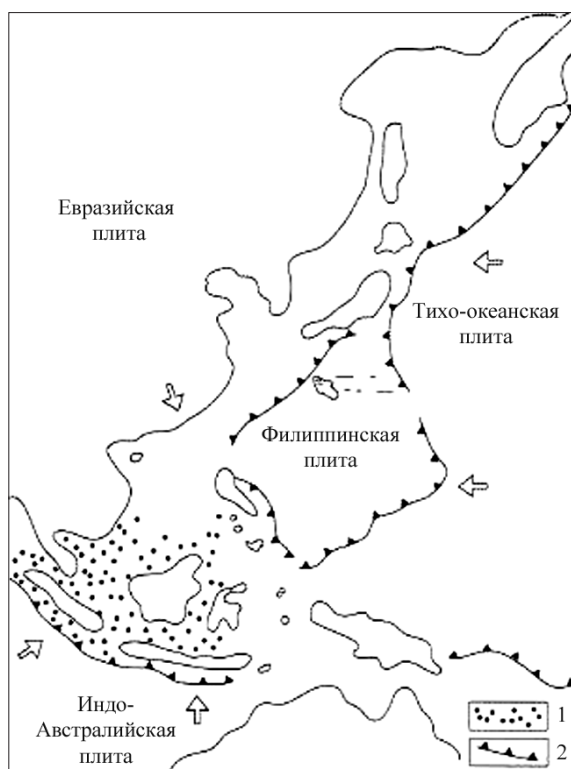 Евразийская
плита
Тихо-океанская
плита
Филиппинская
плита
Индо-
Австралийская
плита
1
2